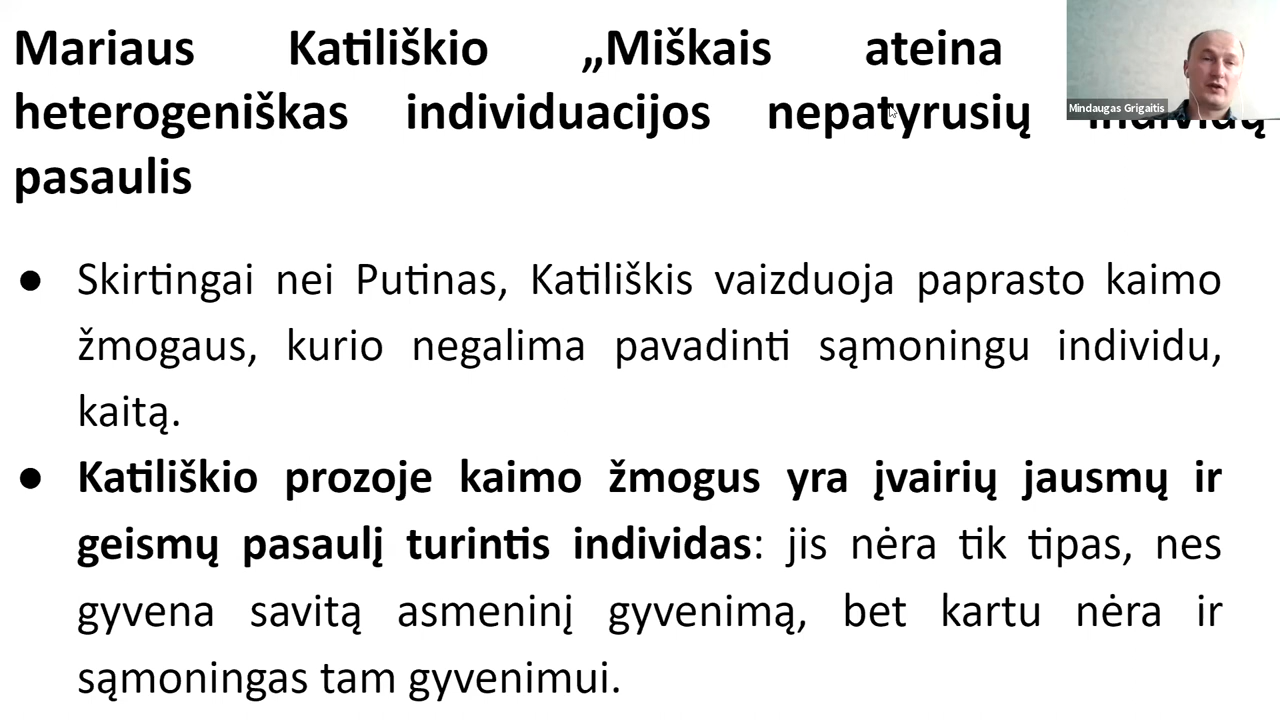 Mariaus Katiliškio „Miškais ateina
heterogeniškas individuacijos nepatyrusių individų
pasaulis
Mindaugas Grigaitis
● Skirtingai nei Putinas, Katiliškis vaizduoja paprasto kaimo
žmogaus, kurio negalima pavadinti sąmoningu individu,
kaitą.
● Katiliškio prozoje kaimo žmogus yra įvairių jausmų ir
geismų pasaulį turintis individas: jis nėra tik tipas, nes
gyvena savitą asmeninį gyvenimą, bet kartu nėra ir
sąmoningas tam gyvenimui.